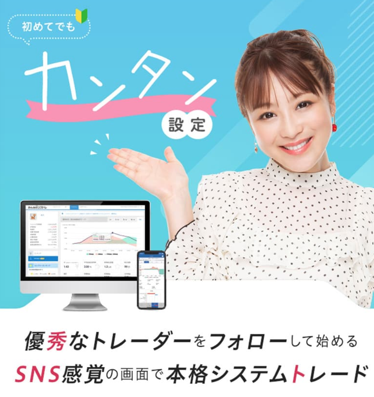 初めてでも
カンタン
設定
優秀なトレーダーをフォローして始める
SNS感覚の画面で本格システムトレード